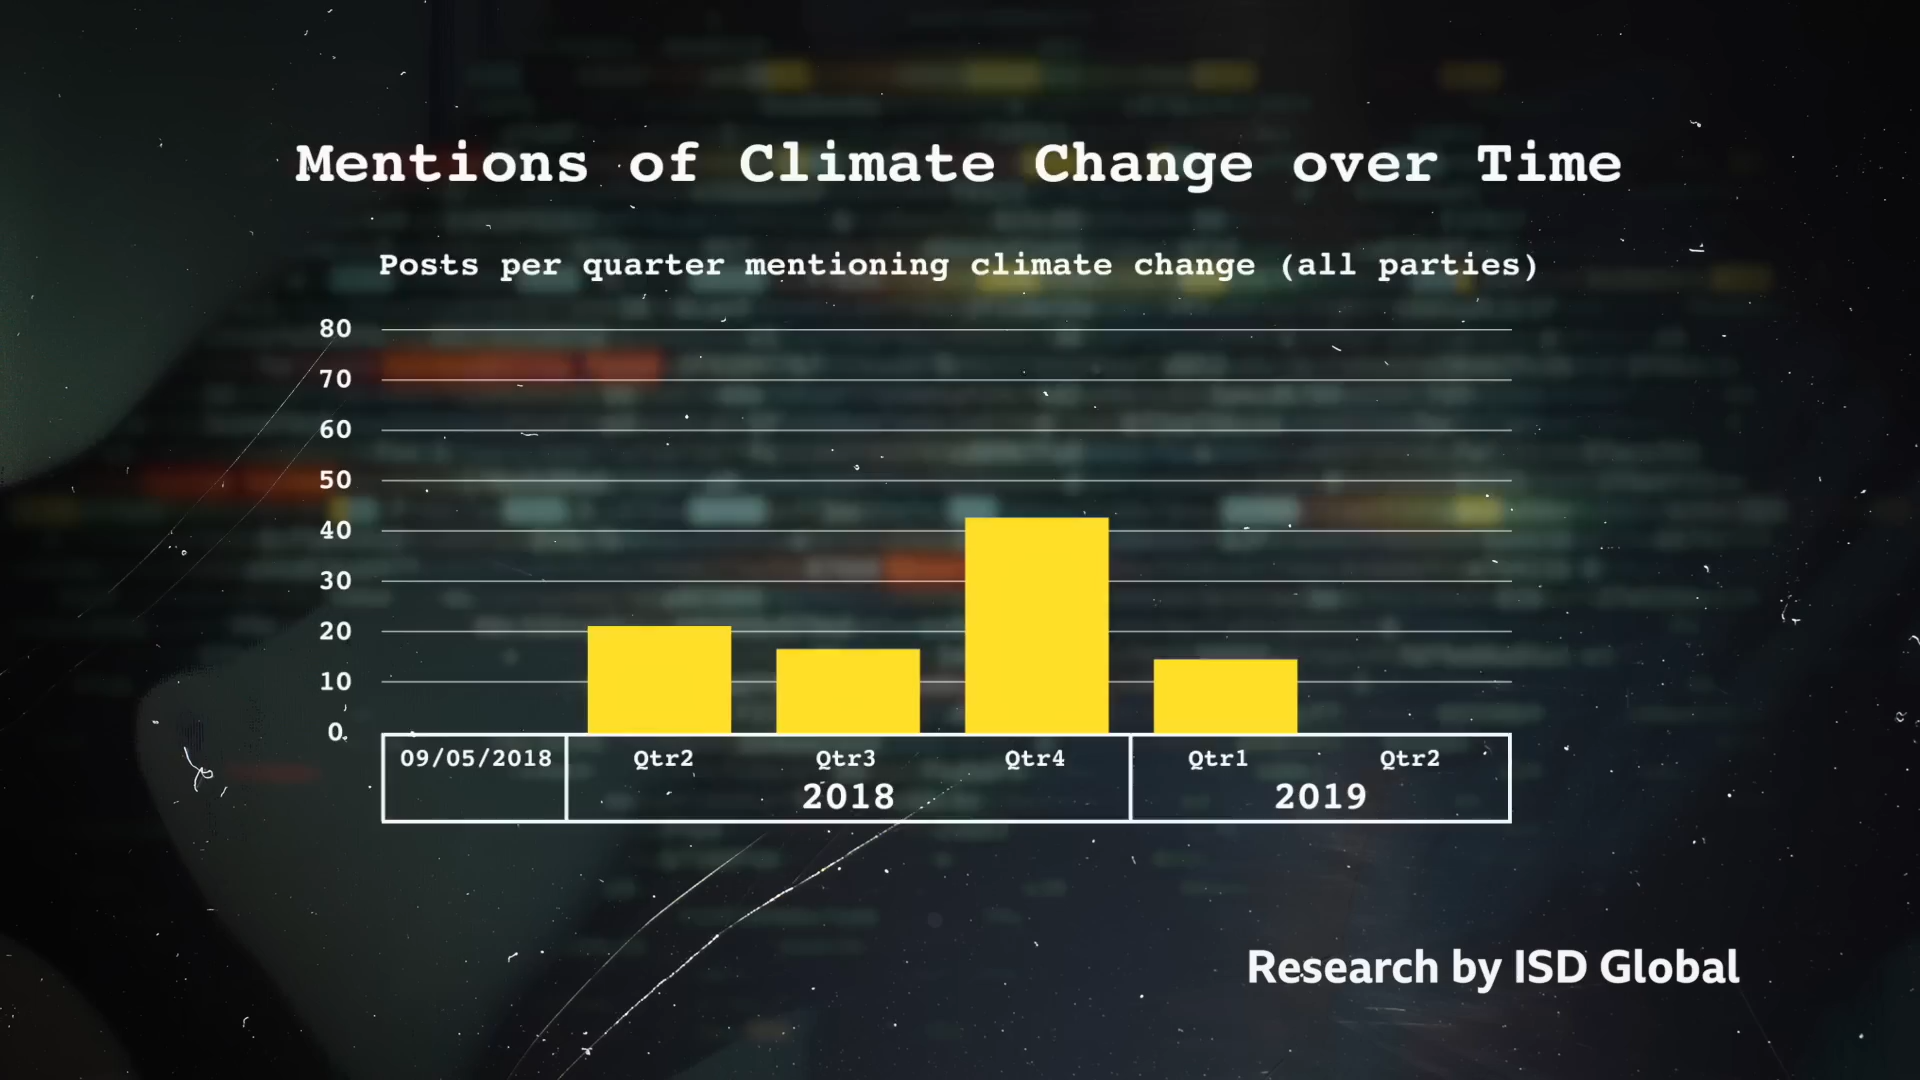 Mentions of Climate Change over Time
Posts per quarter mentioning climate change (all parties)
80
70
60
50
40
30
20
10
0
09/05/2018 Qtr2 Qtr3 Qtr4 Qtr1 Qtr2
2018 2019
Research by ISD Global